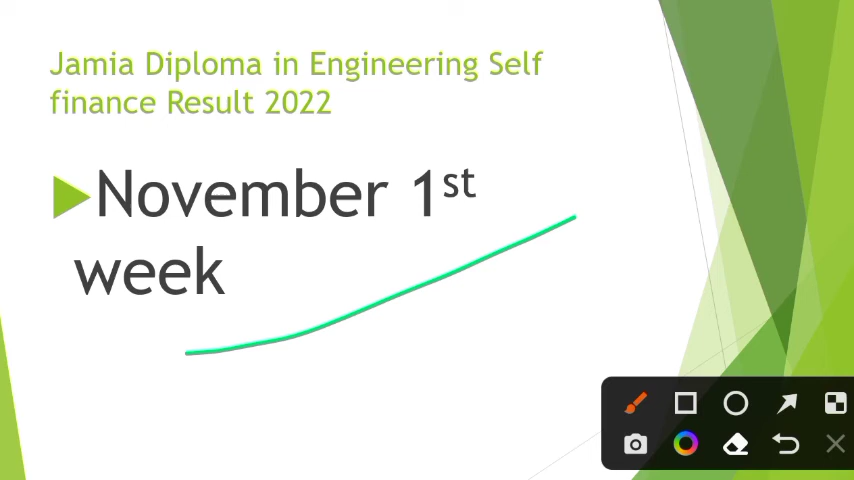 Jamia Diploma in Engineering Self
finance Result 2022
November 1st
week